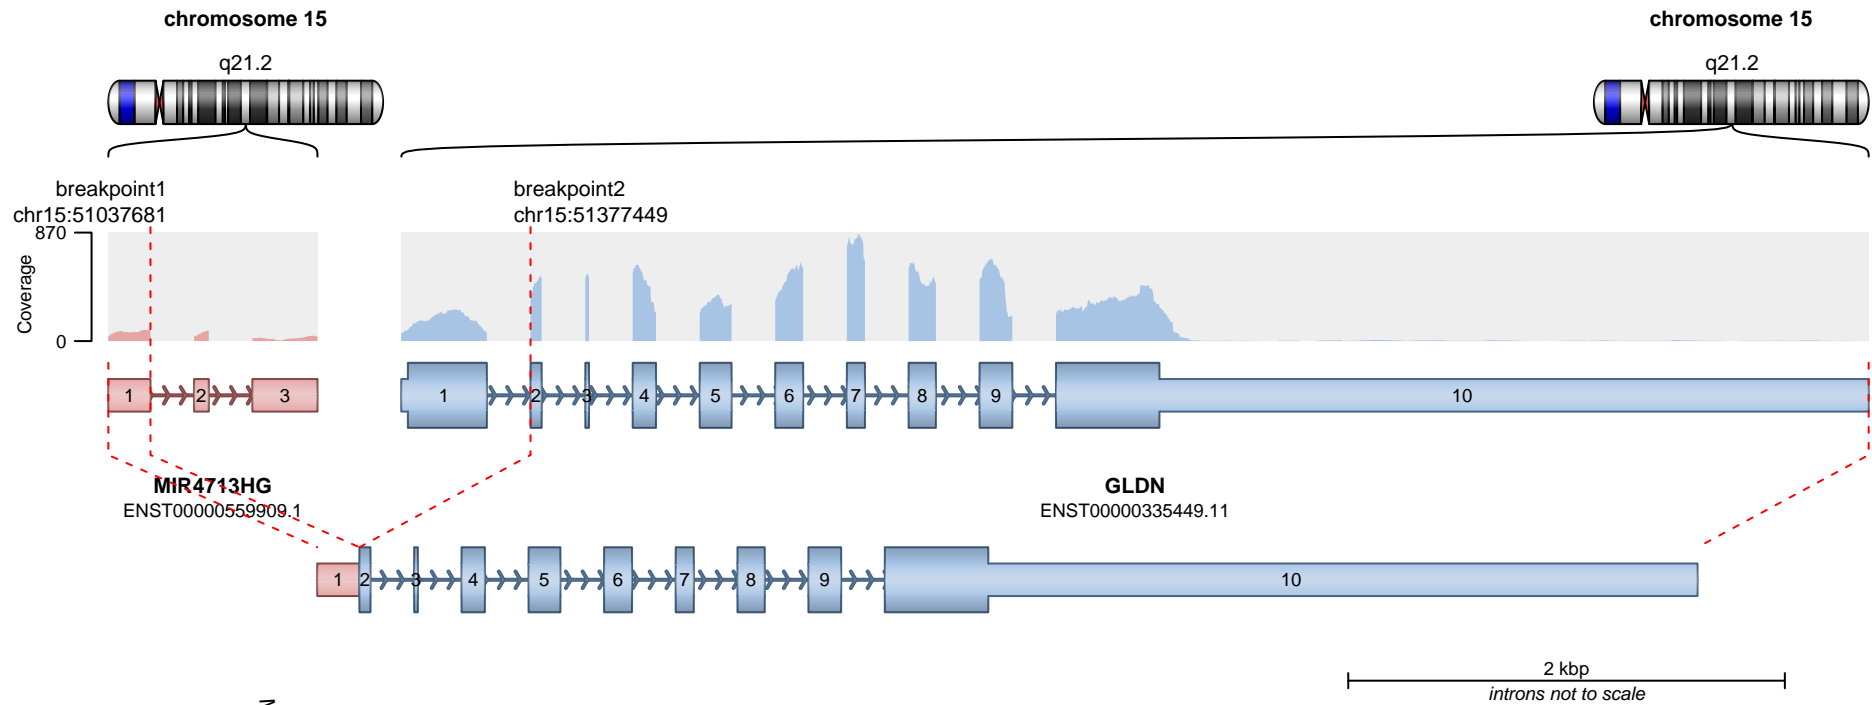 chromosome 15
chromosome 15
q21.2
q21.2
breakpoint1
chr15:51037681
breakpoint2
chr15:51377449
870
Coverage
0
1
2
3
1
2
3
4
5
6
7
8
9
10
MIR4713HG
ENST00000559909.1
GLDN
ENST00000335449.11
1
2
3
4
5
6
7
8
9
10
2 kbp
introns not to scale